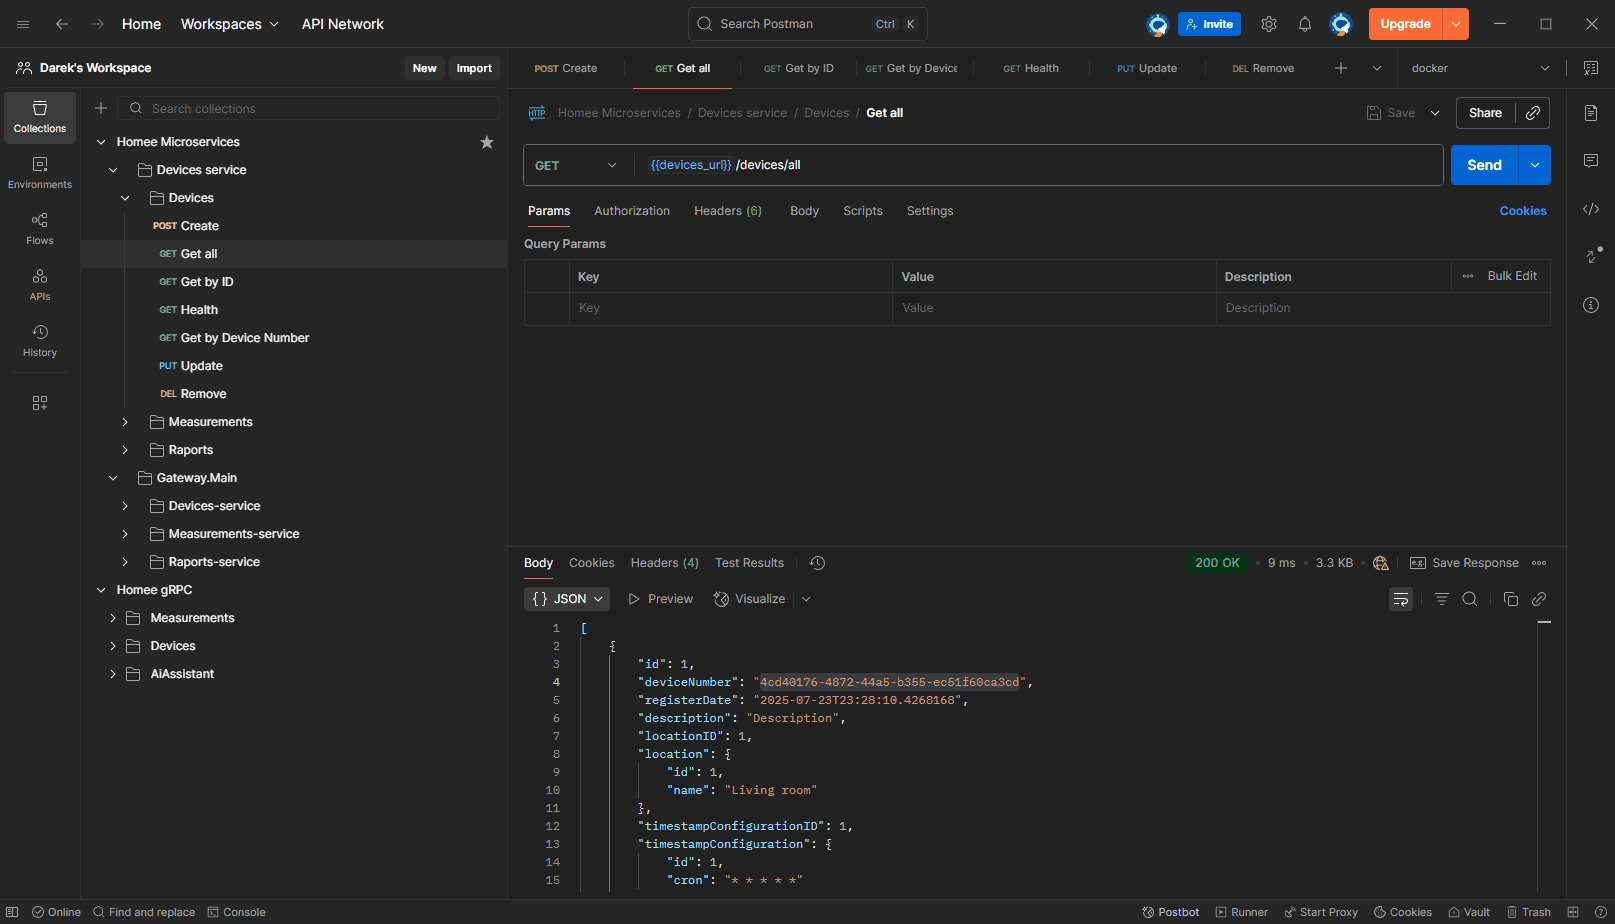 Home Workspaces API Network Search Postman Ctrl K Invite Upgrade
Darek's Workspace New Import
POST Create GET Get all GET Get by ID GET Get by Device POST GET Health PUT Update DEL Remove docker
Collections
Environments
Flows
APIs
History
Search collections
Homee Microservices
Devices service
Devices
POST Create
GET Get all
GET Get by ID
GET Health
GET Get by Device Number
PUT Update
DEL Remove
Measurements
Raports
Gateway.Main
Devices-service
Measurements-service
Raports-service
Homee gRPC
Measurements
Devices
AiAssistant
HTTP Homee Microservices / Devices service / Devices / Get all Save Share
GET {{devices_url}} /devices/all Send
Params Authorization Headers (6) Body Scripts Settings Cookies
Query Params
Key Value Description Bulk Edit
Key Value Description
Body Cookies Headers (4) Test Results 200 OK • 9 ms • 3.3 KB • e.g. Save Response
{} JSON Preview Visualize
1 [
2 {
3 "id": 1,
4 "deviceNumber": "4cd40176-4872-44a5-b355-ec51f60ca3cd",
5 "registerDate": "2025-07-23T23:28:10.4268168",
6 "description": "Description",
7 "locationID": 1,
8 "location": {
9 "id": 1,
10 "name": "Living room"
11 },
12 "timestampConfigurationID": 1,
13 "timestampConfiguration": {
14 "id": 1,
15 "cron": "* * * * *"
Online Find and replace Console Postbot Runner Start Proxy Cookies Vault Trash